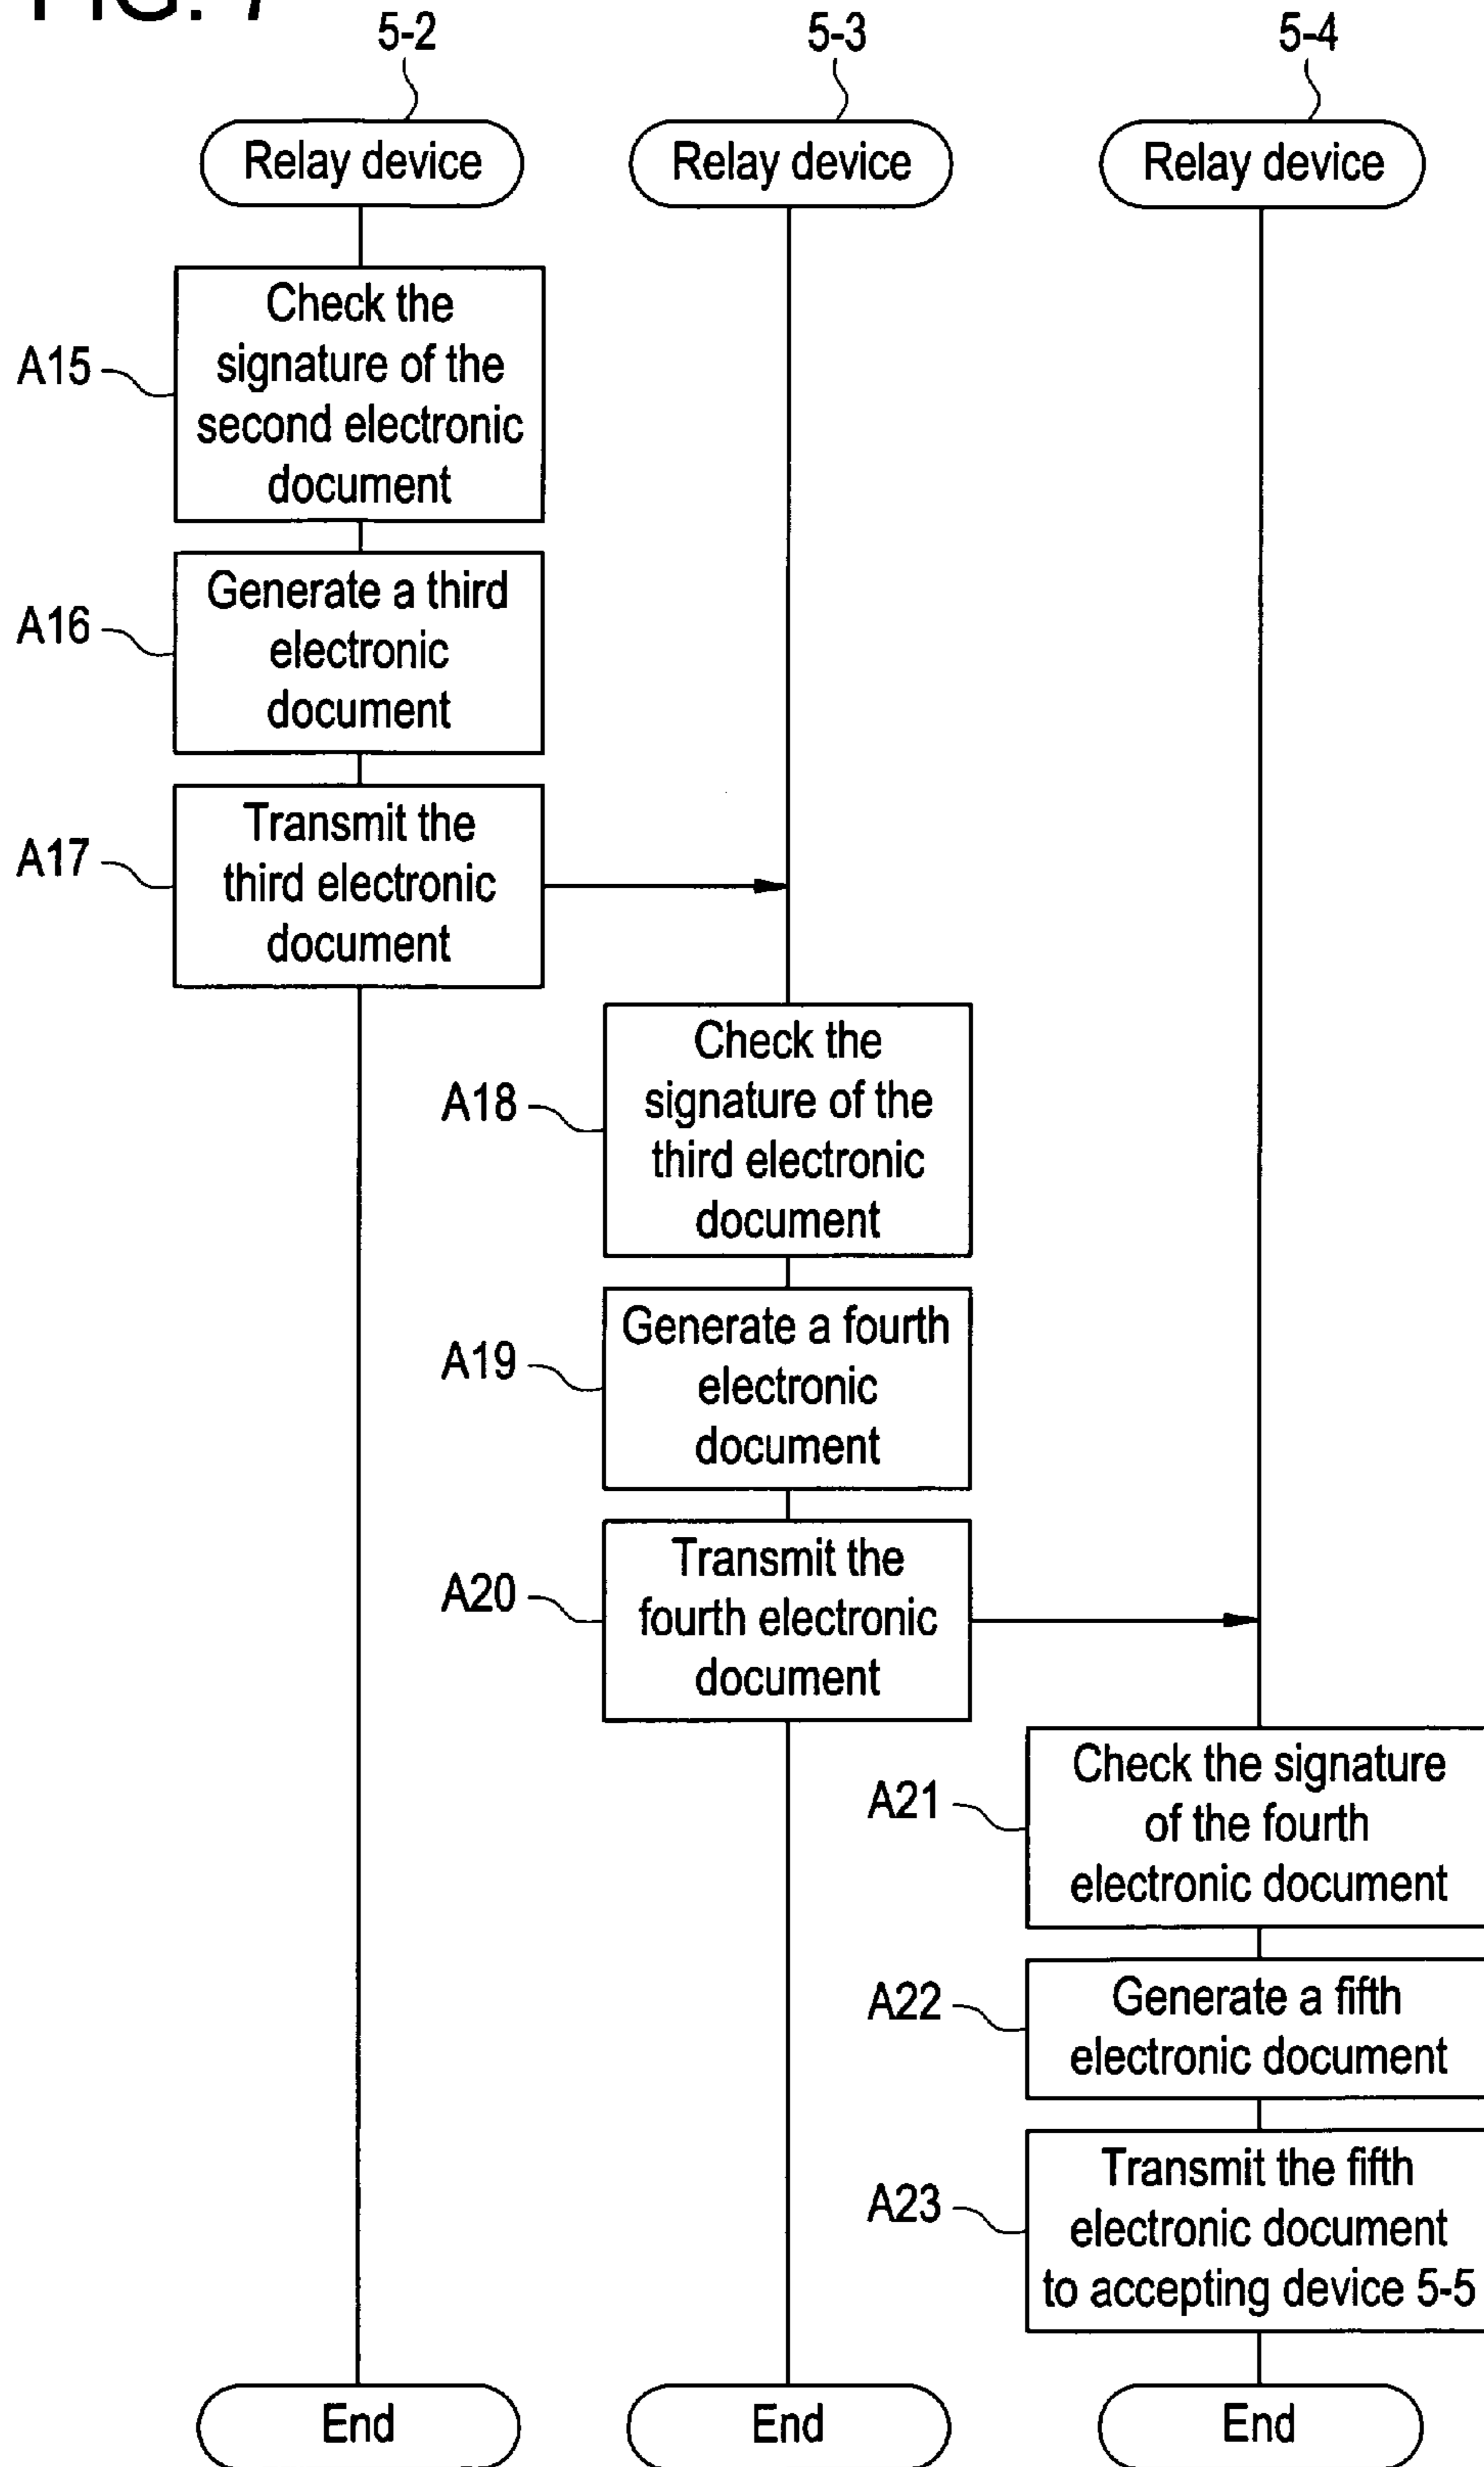 FIG. 7
5-2
5-3
5-4
Relay device
Relay device
Relay device
A15
Check the
signature of the
second electronic
document
A16
Generate a third
electronic
document
A17
Transmit the
third electronic
document
A18
Check the
signature of the
third electronic
document
A19
Generate a fourth
electronic
document
A20
Transmit the
fourth electronic
document
A21
Check the signature
of the fourth
electronic document
A22
Generate a fifth
electronic document
A23
Transmit the fifth
electronic document
to accepting device 5-5
End
End
End